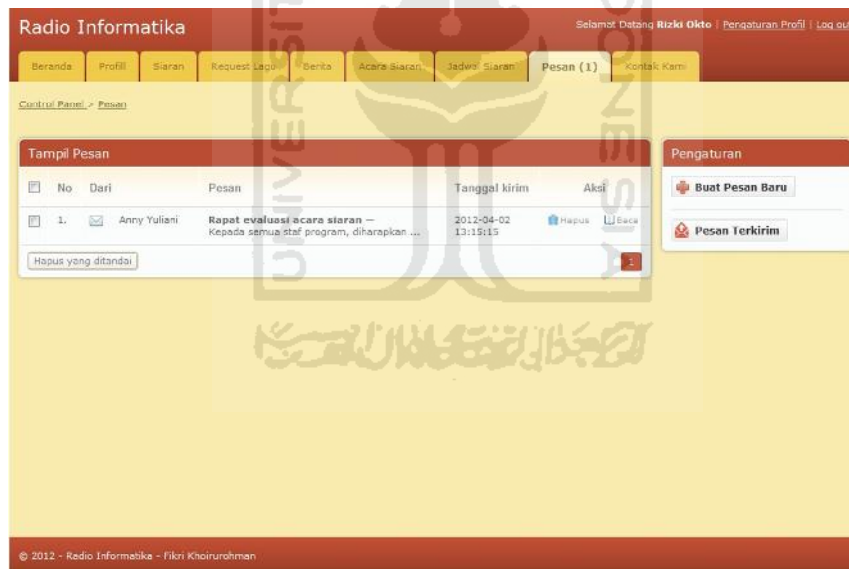 Radio Informatika
Selamat Datang Rizki Okto | Pengaturan Profil | Log out
Beranda Profill Siaran Request Lagu Berita Acara Siaran Jadwal Siaran Pesan (1) Kontak Kami
Control Panel > Pesan
Tampil Pesan
No Dari Pesan Tanggal kirim Aksi
1. Anny Yuliani Rapat evaluasi acara siaran — 2012-04-02 Hapus Baca
Kepada semua staf program, diharapkan ... 13:15:15
Hapus yang ditandai 1
Pengaturan
Buat Pesan Baru
Pesan Terkirim
UNIVERSIT
ONESIA
© 2012 - Radio Informatika - Fikri Khoirurohman